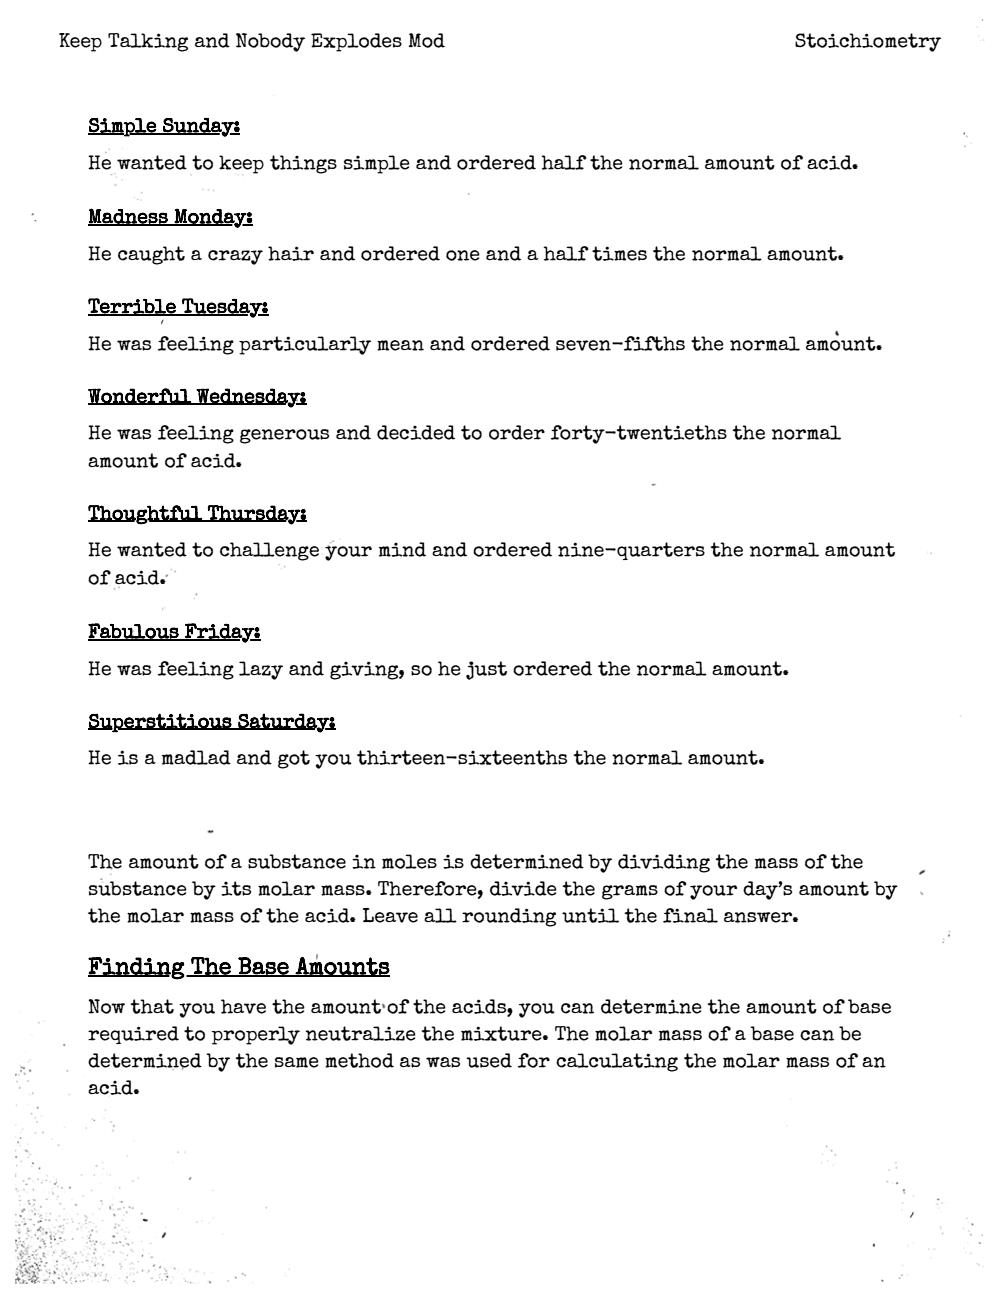 Keep Talking and Nobody Explodes Mod Stoichiometry
Simple Sunday:
He wanted to keep things simple and ordered half the normal amount of acid.
Madness Monday:
He caught a crazy hair and ordered one and a half times the normal amount.
Terrible Tuesday:
He was feeling particularly mean and ordered seven-fifths the normal amount.
Wonderful Wednesday:
He was feeling generous and decided to order forty-twentieths the normal
amount of acid.
Thoughtful Thursday:
He wanted to challenge your mind and ordered nine-quarters the normal amount
of acid.
Fabulous Friday:
He was feeling lazy and giving, so he just ordered the normal amount.
Superstitious Saturday:
He is a madlad and got you thirteen-sixteenths the normal amount.
The amount of a substance in moles is determined by dividing the mass of the
substance by its molar mass. Therefore, divide the grams of your day's amount by
the molar mass of the acid. Leave all rounding until the final answer.
Finding The Base Amounts
Now that you have the amount of the acids, you can determine the amount of base
required to properly neutralize the mixture. The molar mass of a base can be
determined by the same method as was used for calculating the molar mass of an
acid.